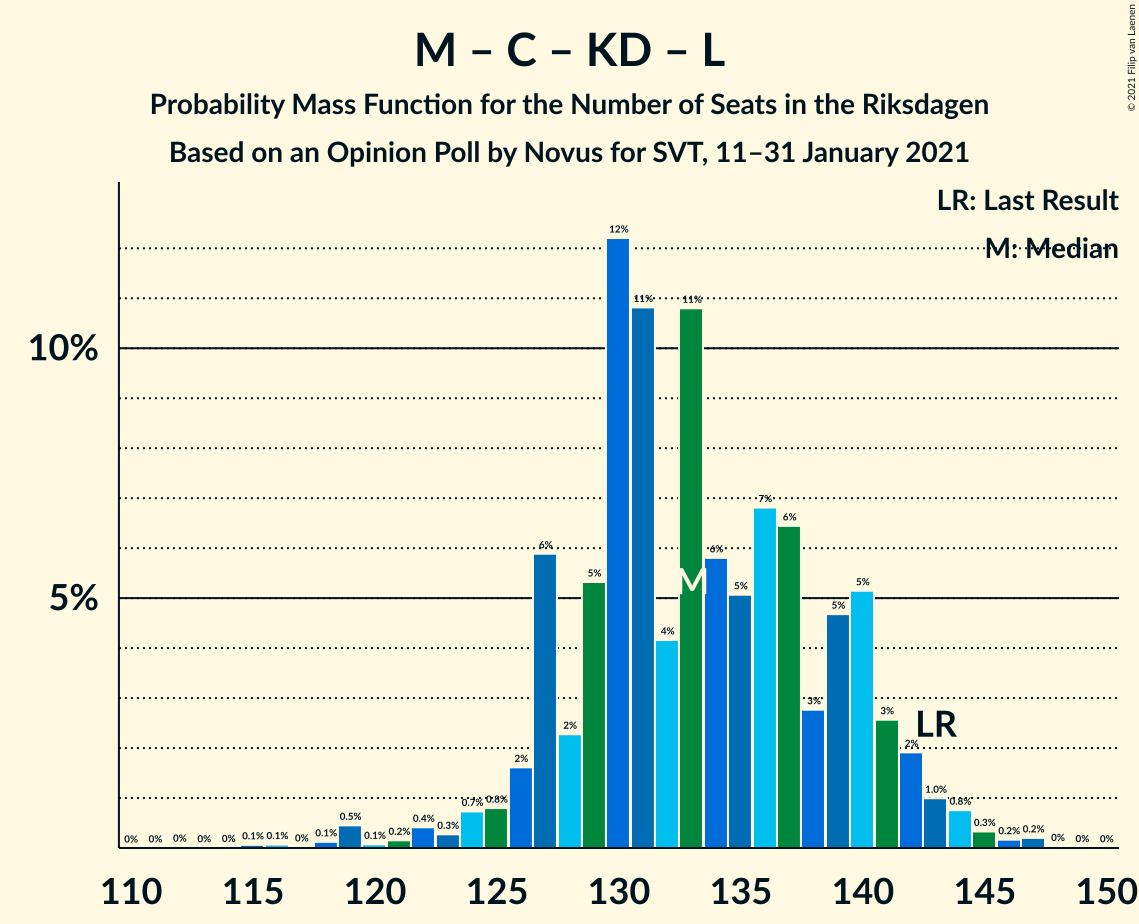 M – C – KD – L
Probability Mass Function for the Number of Seats in the Riksdagen
Based on an Opinion Poll by Novus for SVT, 11–31 January 2021
© 2021 Filip van Laenen
LR: Last Result
M: Median
10%
5%
0% 0% 0% 0% 0% 0.1% 0.1% 0% 0.1% 0.5% 0.1% 0.2% 0.4% 0.3% 0.7% 0.8% 2% 6% 2% 5% 12% 11% 4% 11% 6% 5% 7% 6% 3% 5% 5% 3% 2% 1.0% 0.8% 0.3% 0.2% 0.2% 0% 0% 0%
M
LR
110 115 120 125 130 135 140 145 150